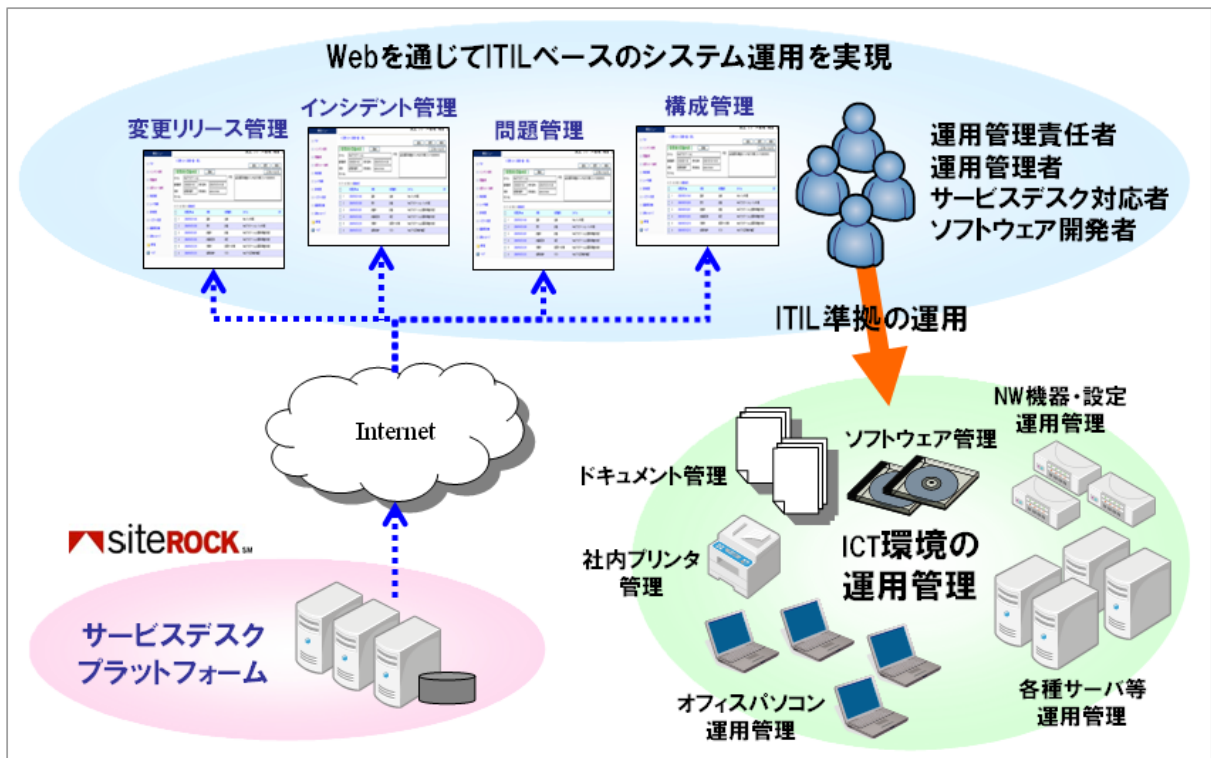 Webを通じてITILベースのシステム運用を実現
変更リリース管理
インシデント管理
問題管理
構成管理
運用管理責任者
運用管理者
サービスデスク対応者
ソフトウェア開発者
ITIL準拠の運用
Internet
siteROCK SM
サービスデスク
プラットフォーム
NW機器・設定
運用管理
ソフトウェア管理
ドキュメント管理
社内プリンタ
管理
ICT環境の
運用管理
オフィスパソコン
運用管理
各種サーバ等
運用管理